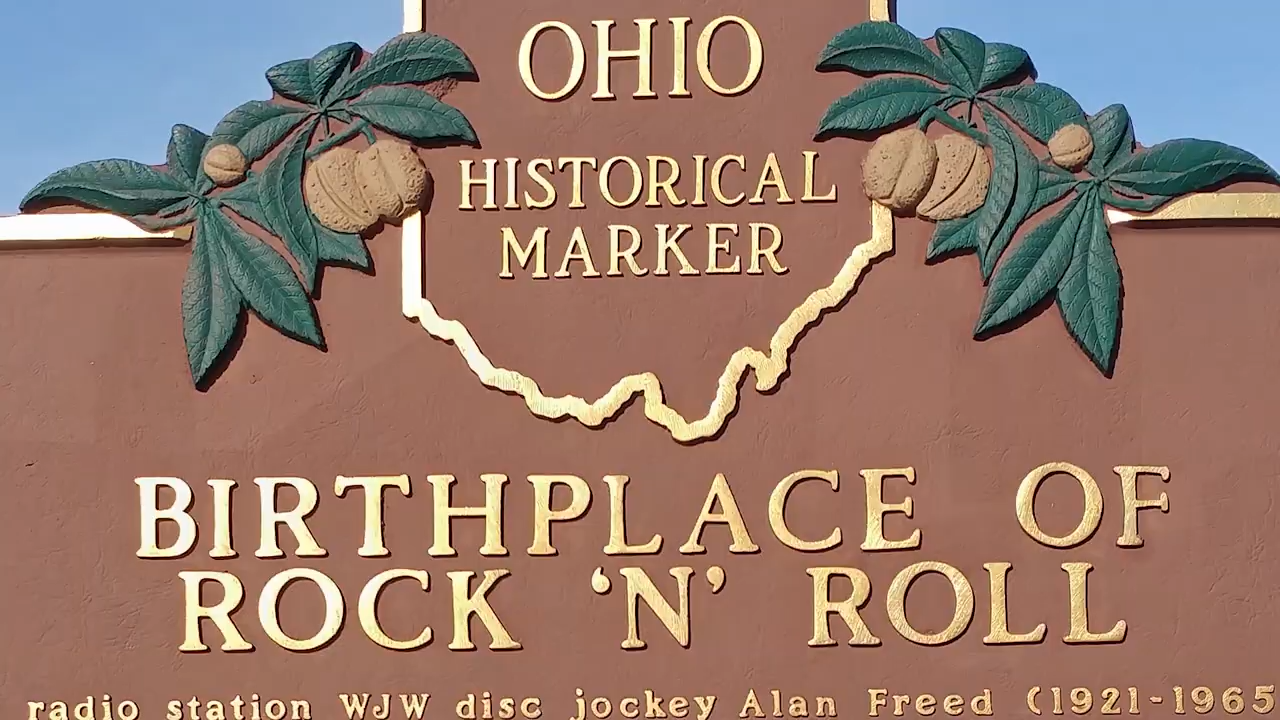 OHIO
HISTORICAL
MARKER
BIRTHPLACE OF
ROCK ‘N’ ROLL
radio station WJW disc jockey Alan Freed (1921-1965